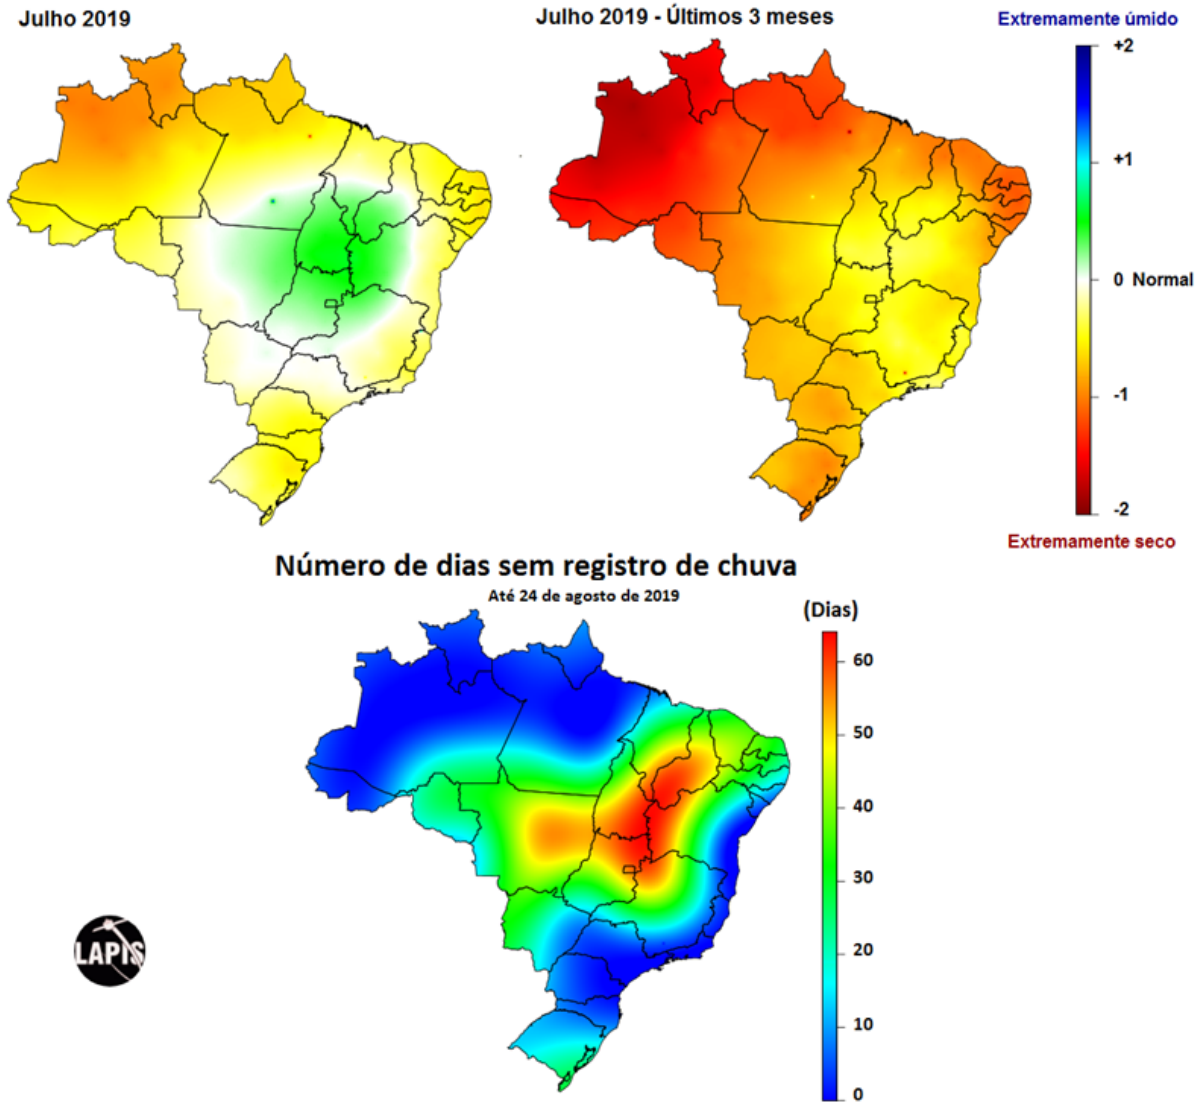 Julho 2019
Julho 2019 - Últimos 3 meses
Extremamente úmido
+2
+1
0 Normal
-1
-2
Extremamente seco
Número de dias sem registro de chuva
Até 24 de agosto de 2019
(Dias)
60
50
40
30
20
10
0
LAPIS